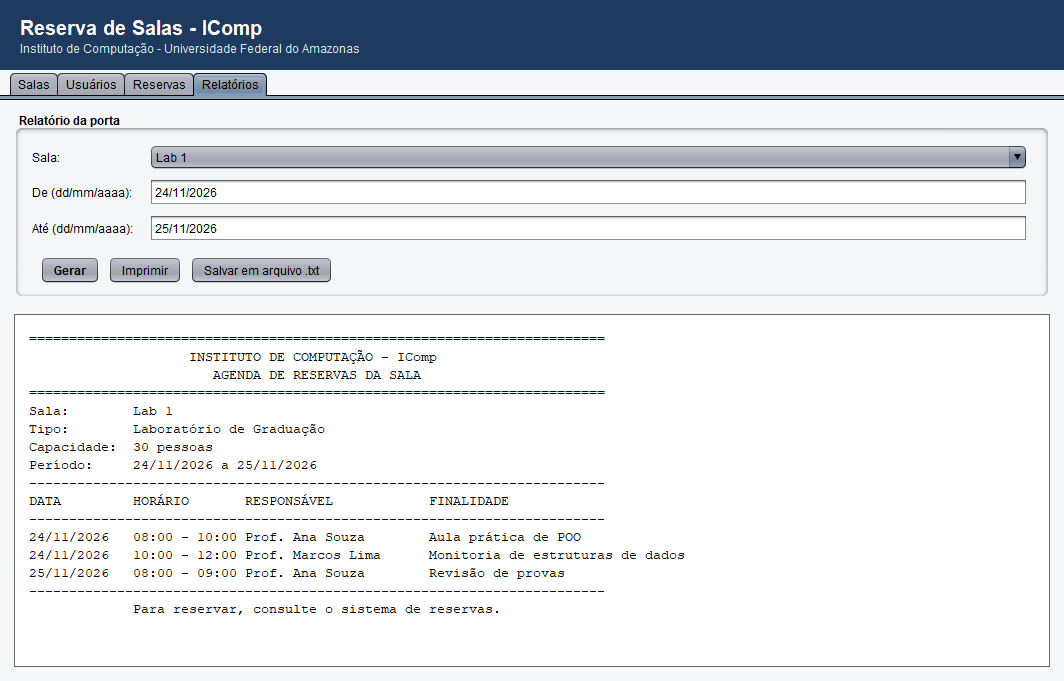 Reserva de Salas - IComp
Instituto de Computação - Universidade Federal do Amazonas
Salas Usuários Reservas Relatórios
Relatório da porta
Sala: Lab 1
De (dd/mm/aaaa): 24/11/2026
Até (dd/mm/aaaa): 25/11/2026
Gerar Imprimir Salvar em arquivo .txt
========================================================================
INSTITUTO DE COMPUTAÇÃO - IComp
AGENDA DE RESERVAS DA SALA
========================================================================
Sala: Lab 1
Tipo: Laboratório de Graduação
Capacidade: 30 pessoas
Período: 24/11/2026 a 25/11/2026
------------------------------------------------------------------------
DATA HORÁRIO RESPONSÁVEL FINALIDADE
------------------------------------------------------------------------
24/11/2026 08:00 - 10:00 Prof. Ana Souza Aula prática de POO
24/11/2026 10:00 - 12:00 Prof. Marcos Lima Monitoria de estruturas de dados
25/11/2026 08:00 - 09:00 Prof. Ana Souza Revisão de provas
------------------------------------------------------------------------
Para reservar, consulte o sistema de reservas.